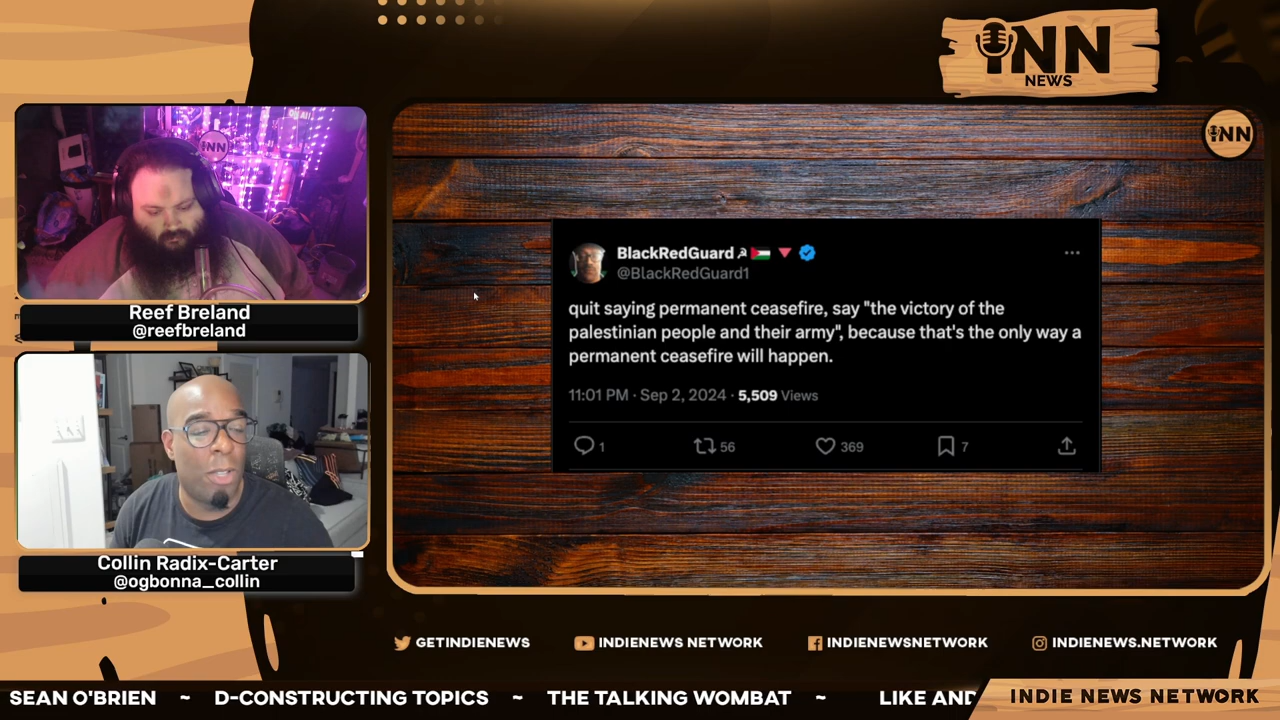 INN
NEWS
INN
INN
Reef Breland
@reefbreland
Collin Radix-Carter
@ogbonna_collin
BlackRedGuard☭🇵🇸🔻
@BlackRedGuard1
quit saying permanent ceasefire, say "the victory of the
palestinian people and their army", because that's the only way a
permanent ceasefire will happen.
11:01 PM · Sep 2, 2024 · 5,509 Views
1 56 369 7
GETINDIENEWS INDIENEWS NETWORK INDIENEWSNETWORK INDIENEWS.NETWORK
SEAN O'BRIEN ~ D-CONSTRUCTING TOPICS ~ THE TALKING WOMBAT ~ LIKE AND
INDIE NEWS NETWORK